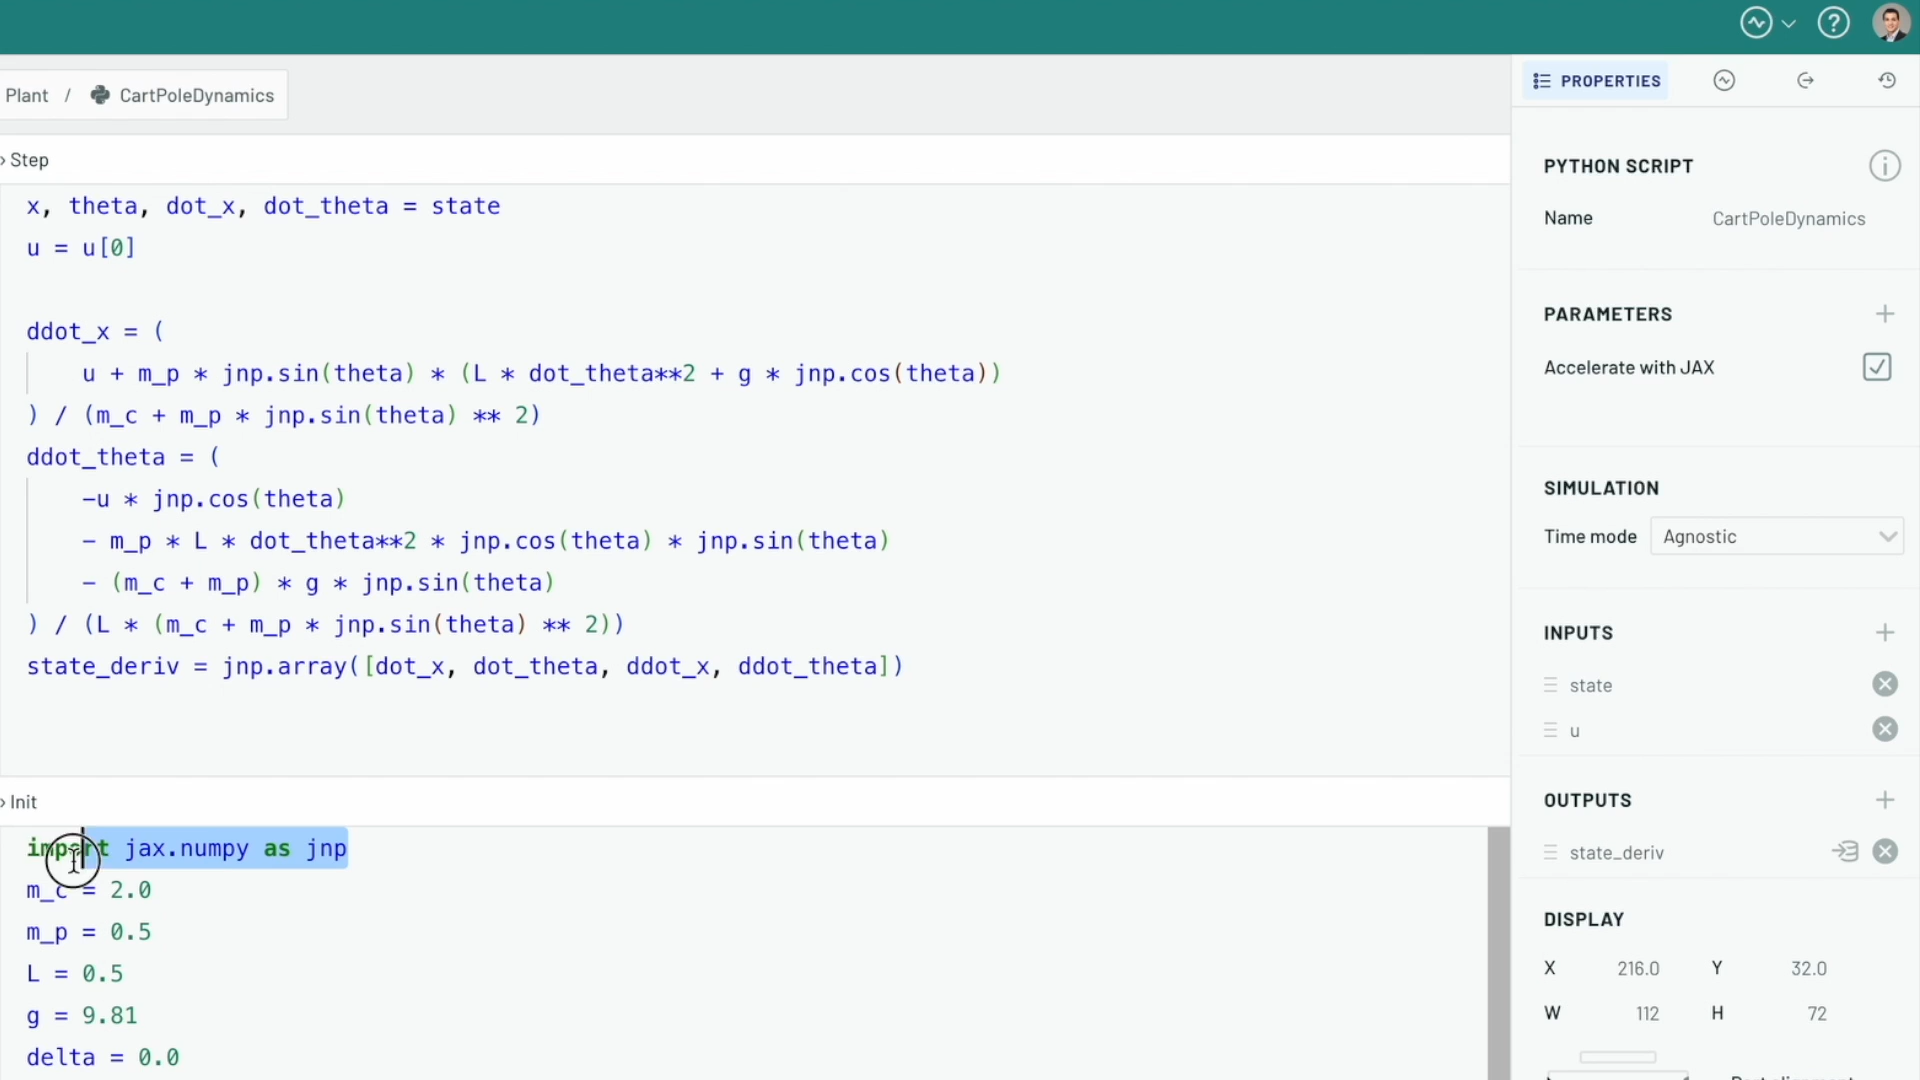 Plant / CartPoleDynamics
› Step
x, theta, dot_x, dot_theta = state
u = u[0]
ddot_x = (
u + m_p * jnp.sin(theta) * (L * dot_theta**2 + g * jnp.cos(theta))
) / (m_c + m_p * jnp.sin(theta) ** 2)
ddot_theta = (
-u * jnp.cos(theta)
- m_p * L * dot_theta**2 * jnp.cos(theta) * jnp.sin(theta)
- (m_c + m_p) * g * jnp.sin(theta)
) / (L * (m_c + m_p * jnp.sin(theta) ** 2))
state_deriv = jnp.array([dot_x, dot_theta, ddot_x, ddot_theta])
› Init
import jax.numpy as jnp
m_c = 2.0
m_p = 0.5
L = 0.5
g = 9.81
delta = 0.0
PROPERTIES
PYTHON SCRIPT
Name CartPoleDynamics
PARAMETERS
Accelerate with JAX
SIMULATION
Time mode Agnostic
INPUTS
state
u
OUTPUTS
state_deriv
DISPLAY
X 216.0 Y 32.0
W 112 H 72